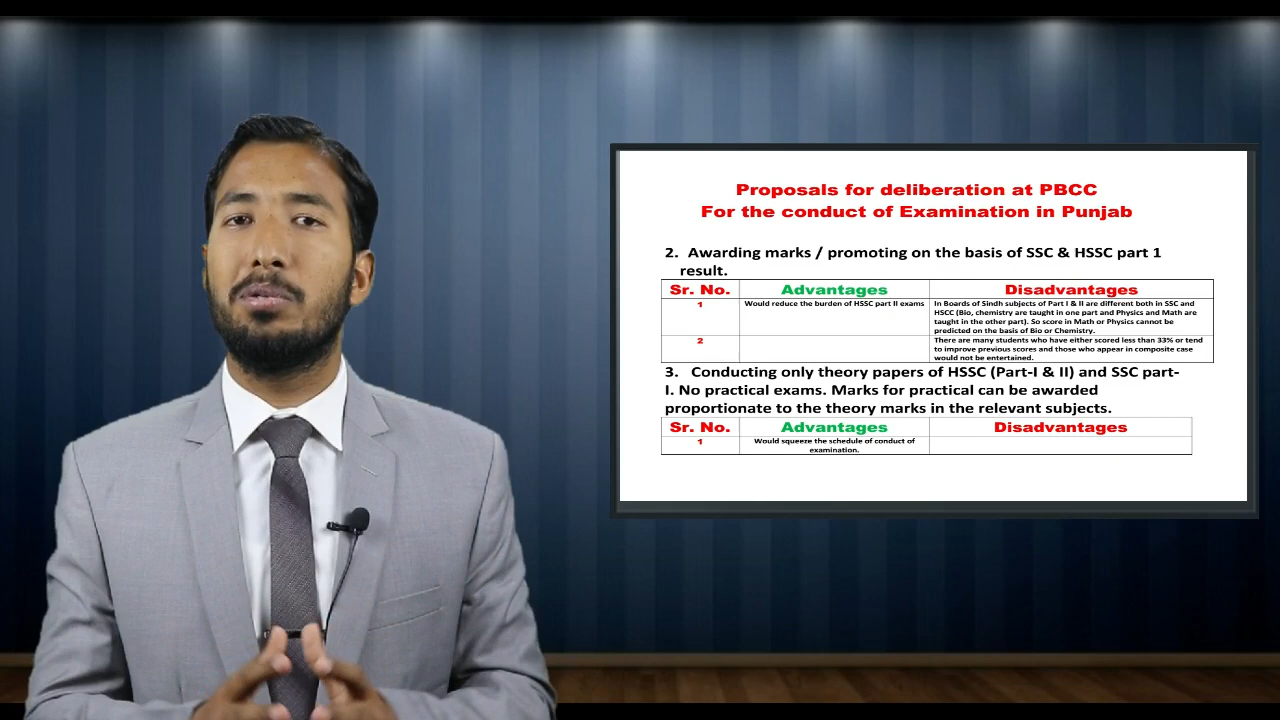 Proposals for deliberation at PBCC
For the conduct of Examination in Punjab
2. Awarding marks / promoting on the basis of SSC & HSSC part 1
result.
Sr. No. Advantages Disadvantages
1 Would reduce the burden of HSSC part II exams In Boards of Sindh subjects of Part I & II are different both in SSC and
HSCC (Bio, chemistry are taught in one part and Physics and Math are
taught in the other part). So score in Math or Physics cannot be
predicted on the basis of Bio or Chemistry.
2 There are many students who have either scored less than 33% or tend
to improve previous scores and those who appear in composite case
would not be entertained.
3. Conducting only theory papers of HSSC (Part-I & II) and SSC part-
I. No practical exams. Marks for practical can be awarded
proportionate to the theory marks in the relevant subjects.
Sr. No. Advantages Disadvantages
1 Would squeeze the schedule of conduct of
examination.